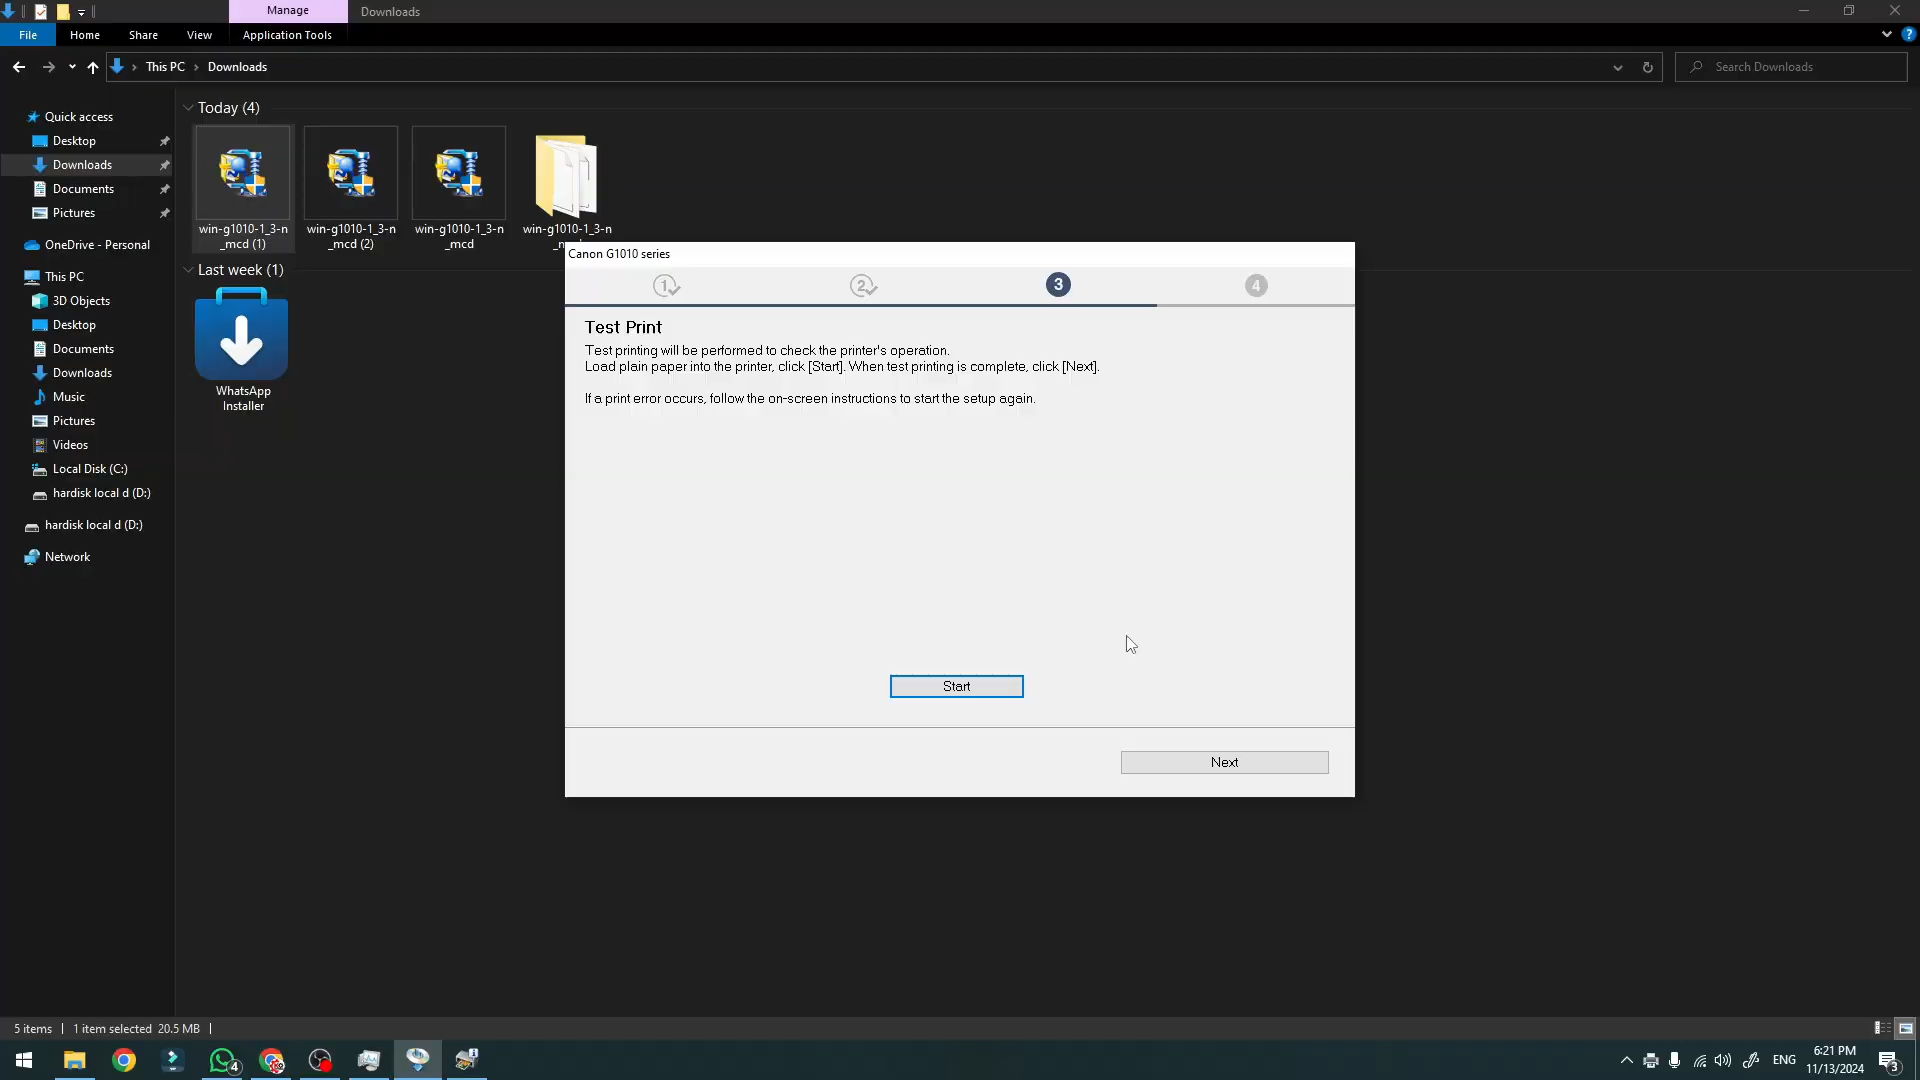 Manage
Downloads
File
Home
Share
View
Application Tools
This PC
Downloads
Search Downloads
Quick access
Desktop
Downloads
Documents
Pictures
OneDrive - Personal
This PC
3D Objects
Desktop
Documents
Downloads
Music
Pictures
Videos
Local Disk (C:)
hardisk local d (D:)
hardisk local d (D:)
Network
Today (4)
win-g1010-1_3-n
_mcd (1)
win-g1010-1_3-n
_mcd (2)
win-g1010-1_3-n
_mcd
win-g1010-1_3-n
Last week (1)
WhatsApp
Installer
Canon G1010 series
1
2
3
4
Test Print
Test printing will be performed to check the printer's operation.
Load plain paper into the printer, click [Start]. When test printing is complete, click [Next].
If a print error occurs, follow the on-screen instructions to start the setup again.
Start
Next
5 items
1 item selected 20.5 MB
4
ENG
6:21 PM
11/13/2024
3